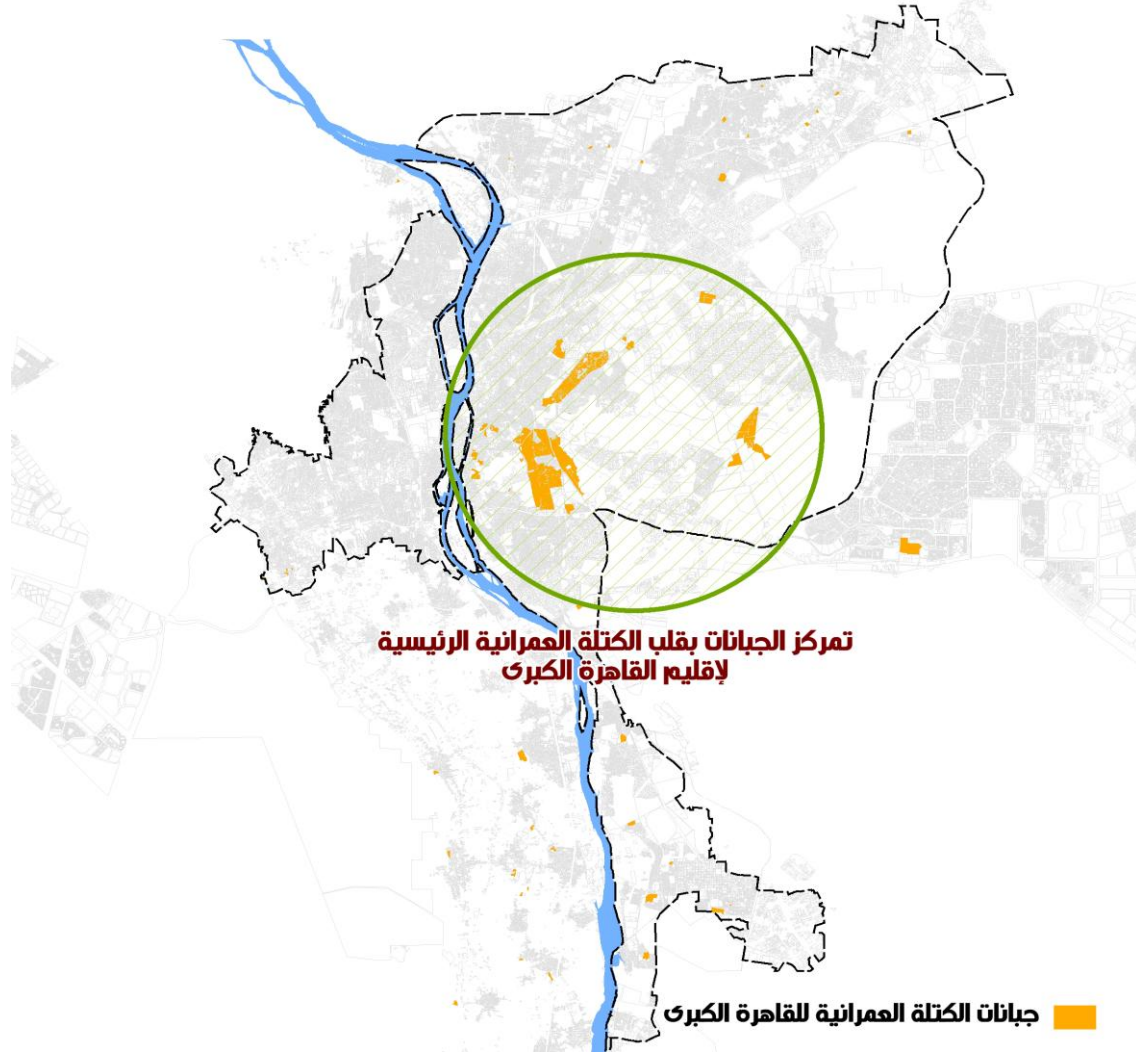 تمركز الجبانات بقلب الكتلة العمرانية الرئيسية
لإقليم القاهرة الكبرى
جبانات الكتلة العمرانية للقاهرة الكبرى